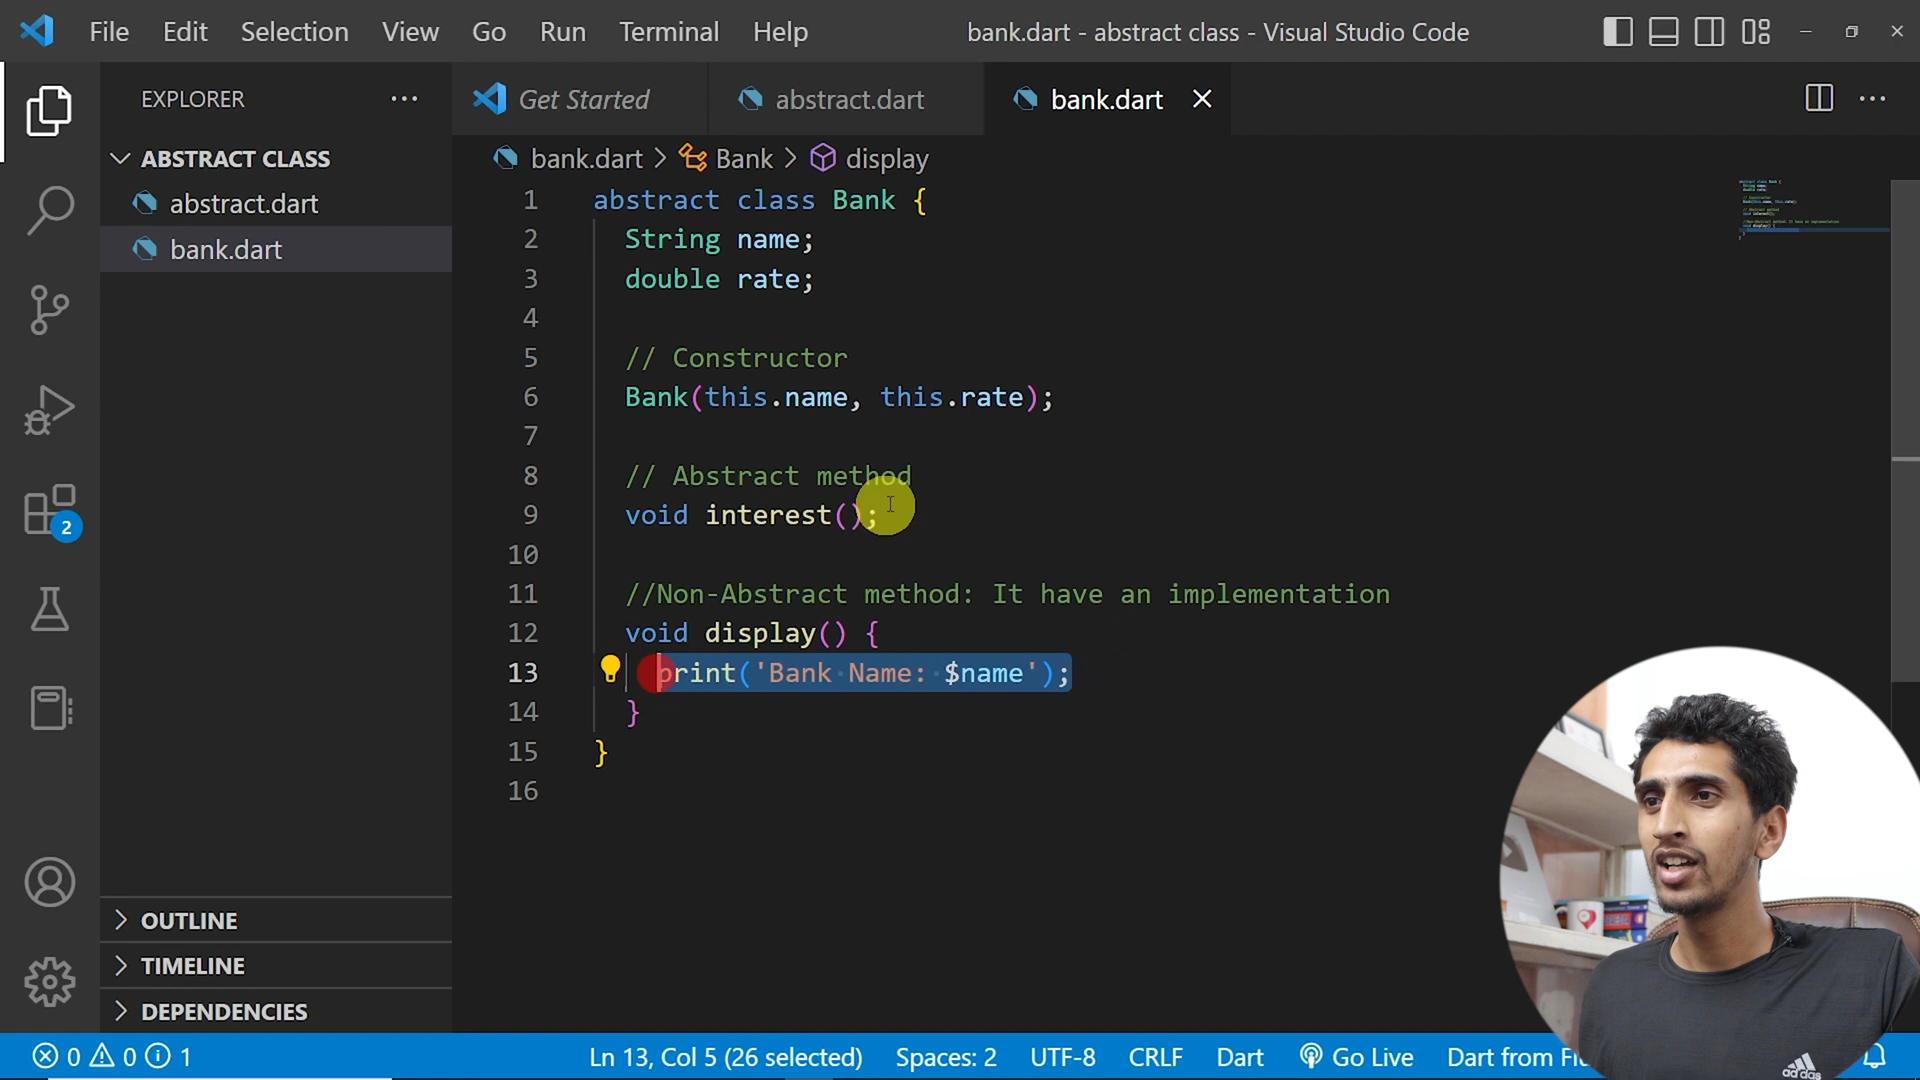 File Edit Selection View Go Run Terminal Help bank.dart - abstract class - Visual Studio Code
EXPLORER
Get Started abstract.dart bank.dart
ABSTRACT CLASS
abstract.dart
bank.dart
bank.dart > Bank > display
1 abstract class Bank {
2 String name;
3 double rate;
4
5 // Constructor
6 Bank(this.name, this.rate);
7
8 // Abstract method
9 void interest();
10
11 //Non-Abstract method: It have an implementation
12 void display() {
13 print('Bank Name: $name');
14 }
15 }
16
2
OUTLINE
TIMELINE
DEPENDENCIES
0 0 1 Ln 13, Col 5 (26 selected) Spaces: 2 UTF-8 CRLF Dart Go Live Dart from
adidas